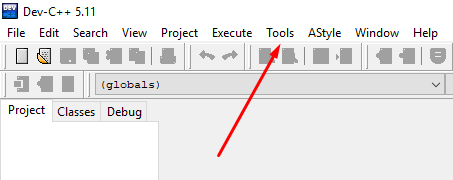 Dev-C++ 5.11
File Edit Search View Project Execute Tools AStyle Window Help
(globals)
Project Classes Debug